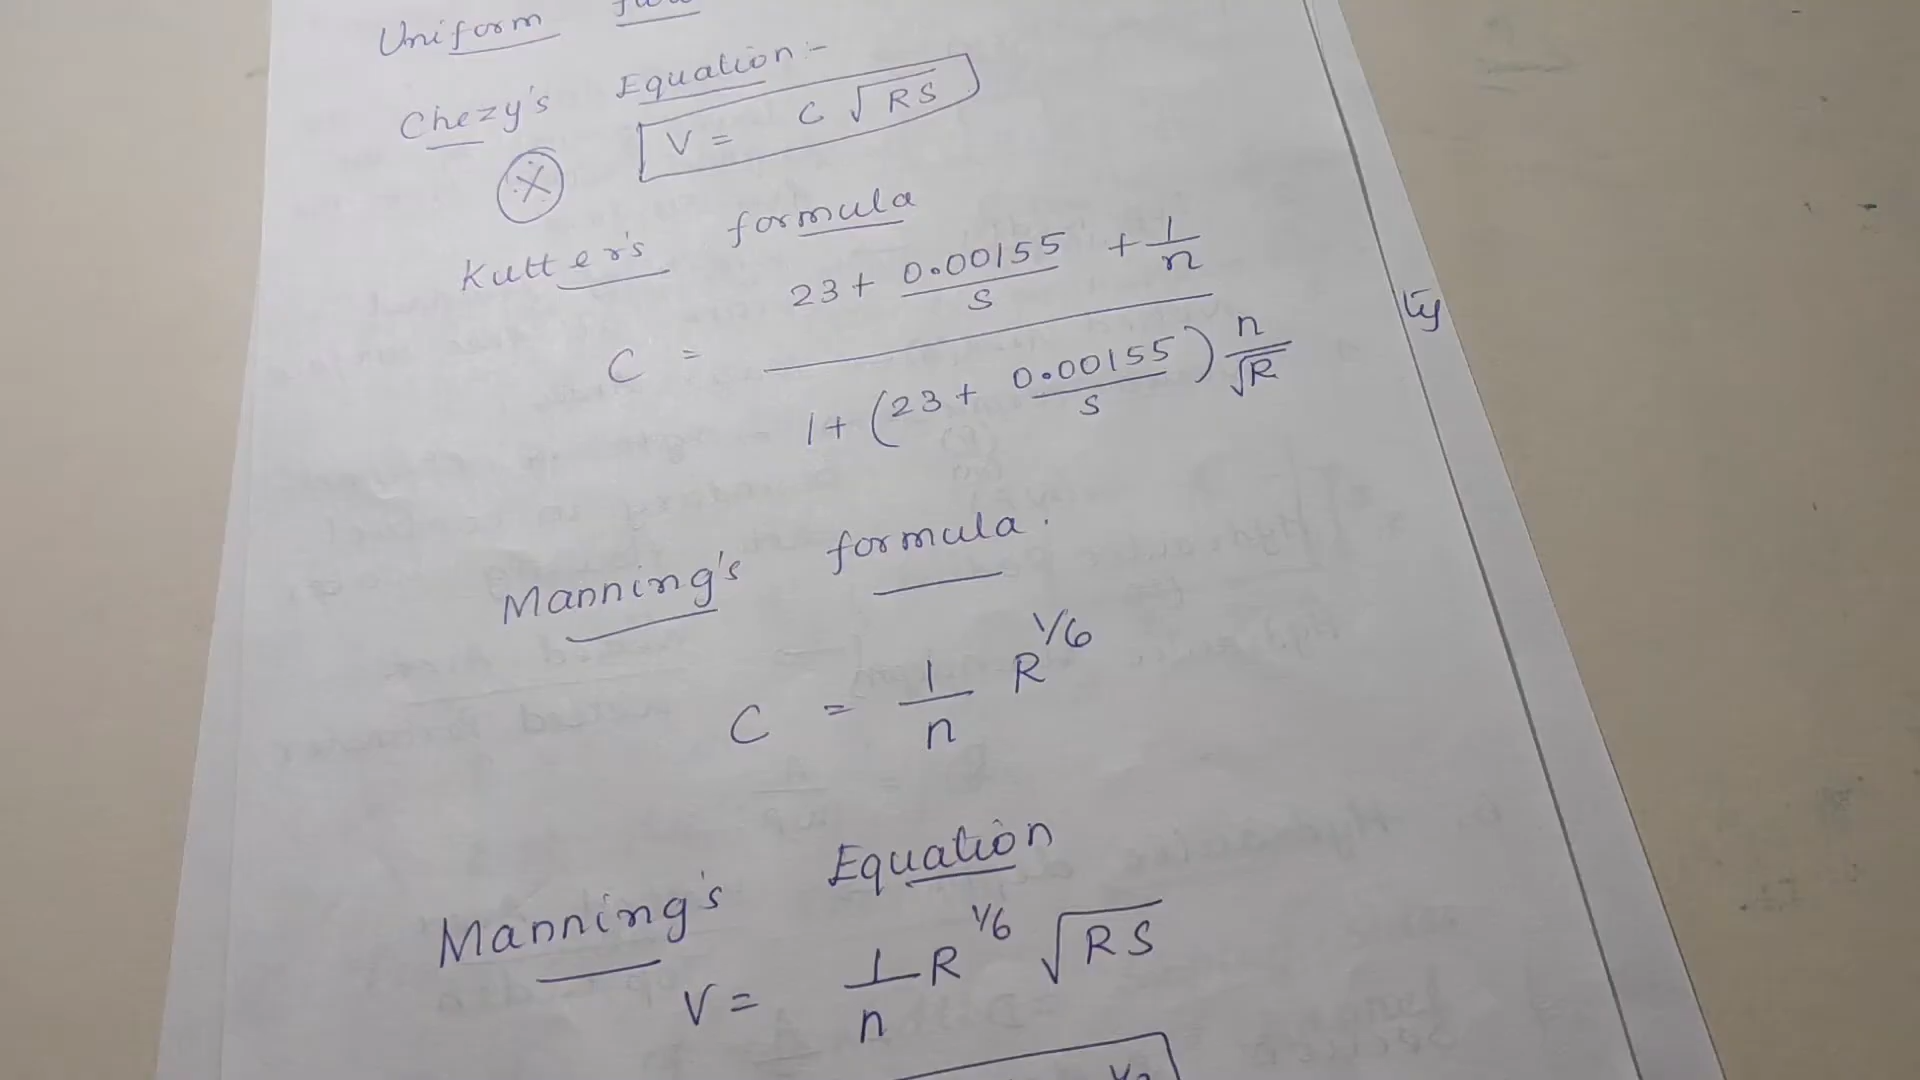 Uniform flow
Chezy's Equation :-
V = C √RS
Kutter's formula
C = (23 + 0.00155/S + 1/n) / (1 + (23 + 0.00155/S) n/√R)
Manning's formula.
C = 1/n R^1/6
Manning's Equation
V = 1/n R^1/6 √RS